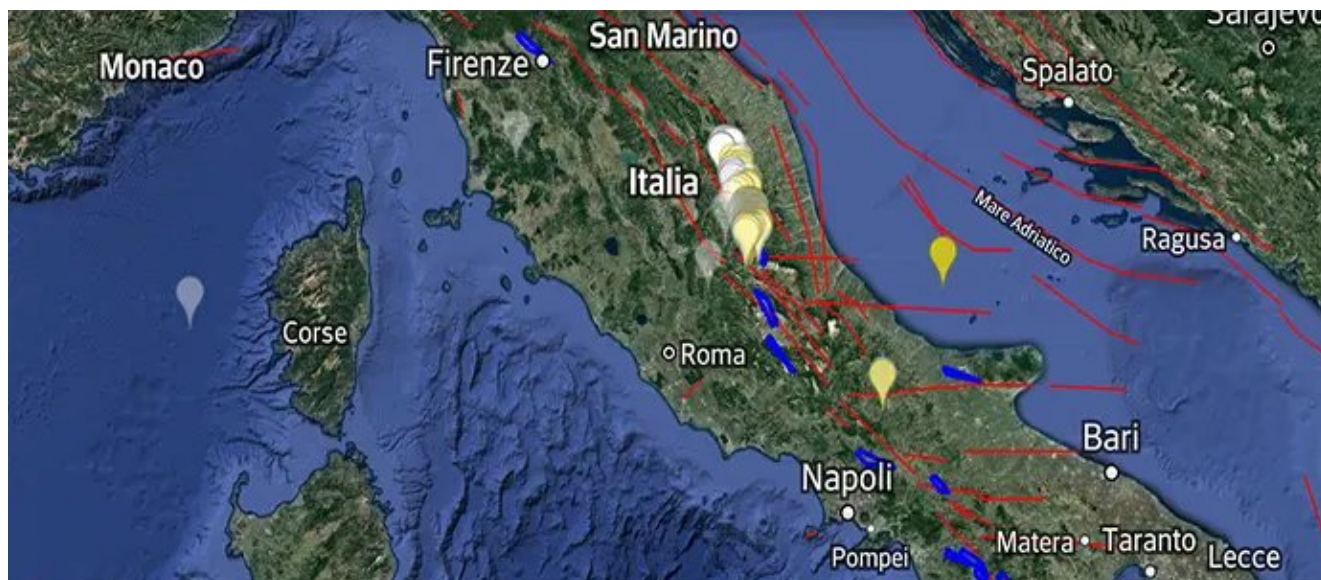 Sarajevo
San Marino
Firenze
Monaco
Spalato
Italia
Mare Adriatico
Ragusa
Corse
Roma
Bari
Napoli
Pompei
Matera
Taranto
Lecce